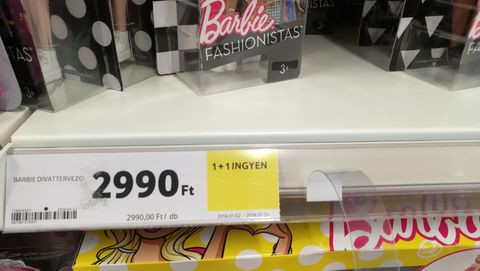 Barbie
FASHIONISTAS
3+
BARBIE DIVATTERVEZŐ
2990 Ft
1+1 INGYEN
2990,00 Ft / db
Barbie